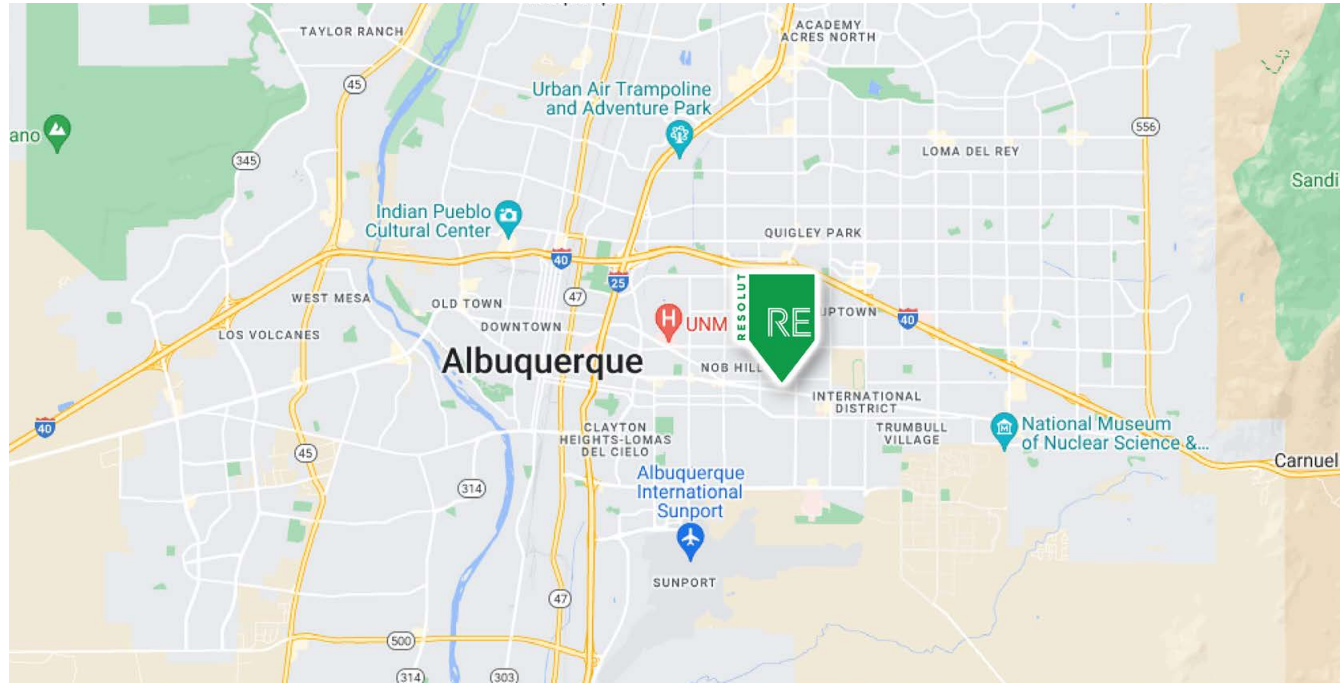 TAYLOR RANCH
ACADEMY
ACRES NORTH
45
Urban Air Trampoline
and Adventure Park
ano
345
556
LOMA DEL REY
Sandi
Indian Pueblo
Cultural Center
QUIGLEY PARK
40
25
WEST MESA
OLD TOWN
47
RESOLUT
RE
UPTOWN
40
LOS VOLCANES
DOWNTOWN
H
UNM
Albuquerque
NOB HILL
INTERNATIONAL
DISTRICT
40
CLAYTON
HEIGHTS-LOMAS
DEL CIELO
TRUMBULL
VILLAGE
National Museum
of Nuclear Science &...
45
Carnuel
314
Albuquerque
International
Sunport
SUNPORT
47
500
314
303